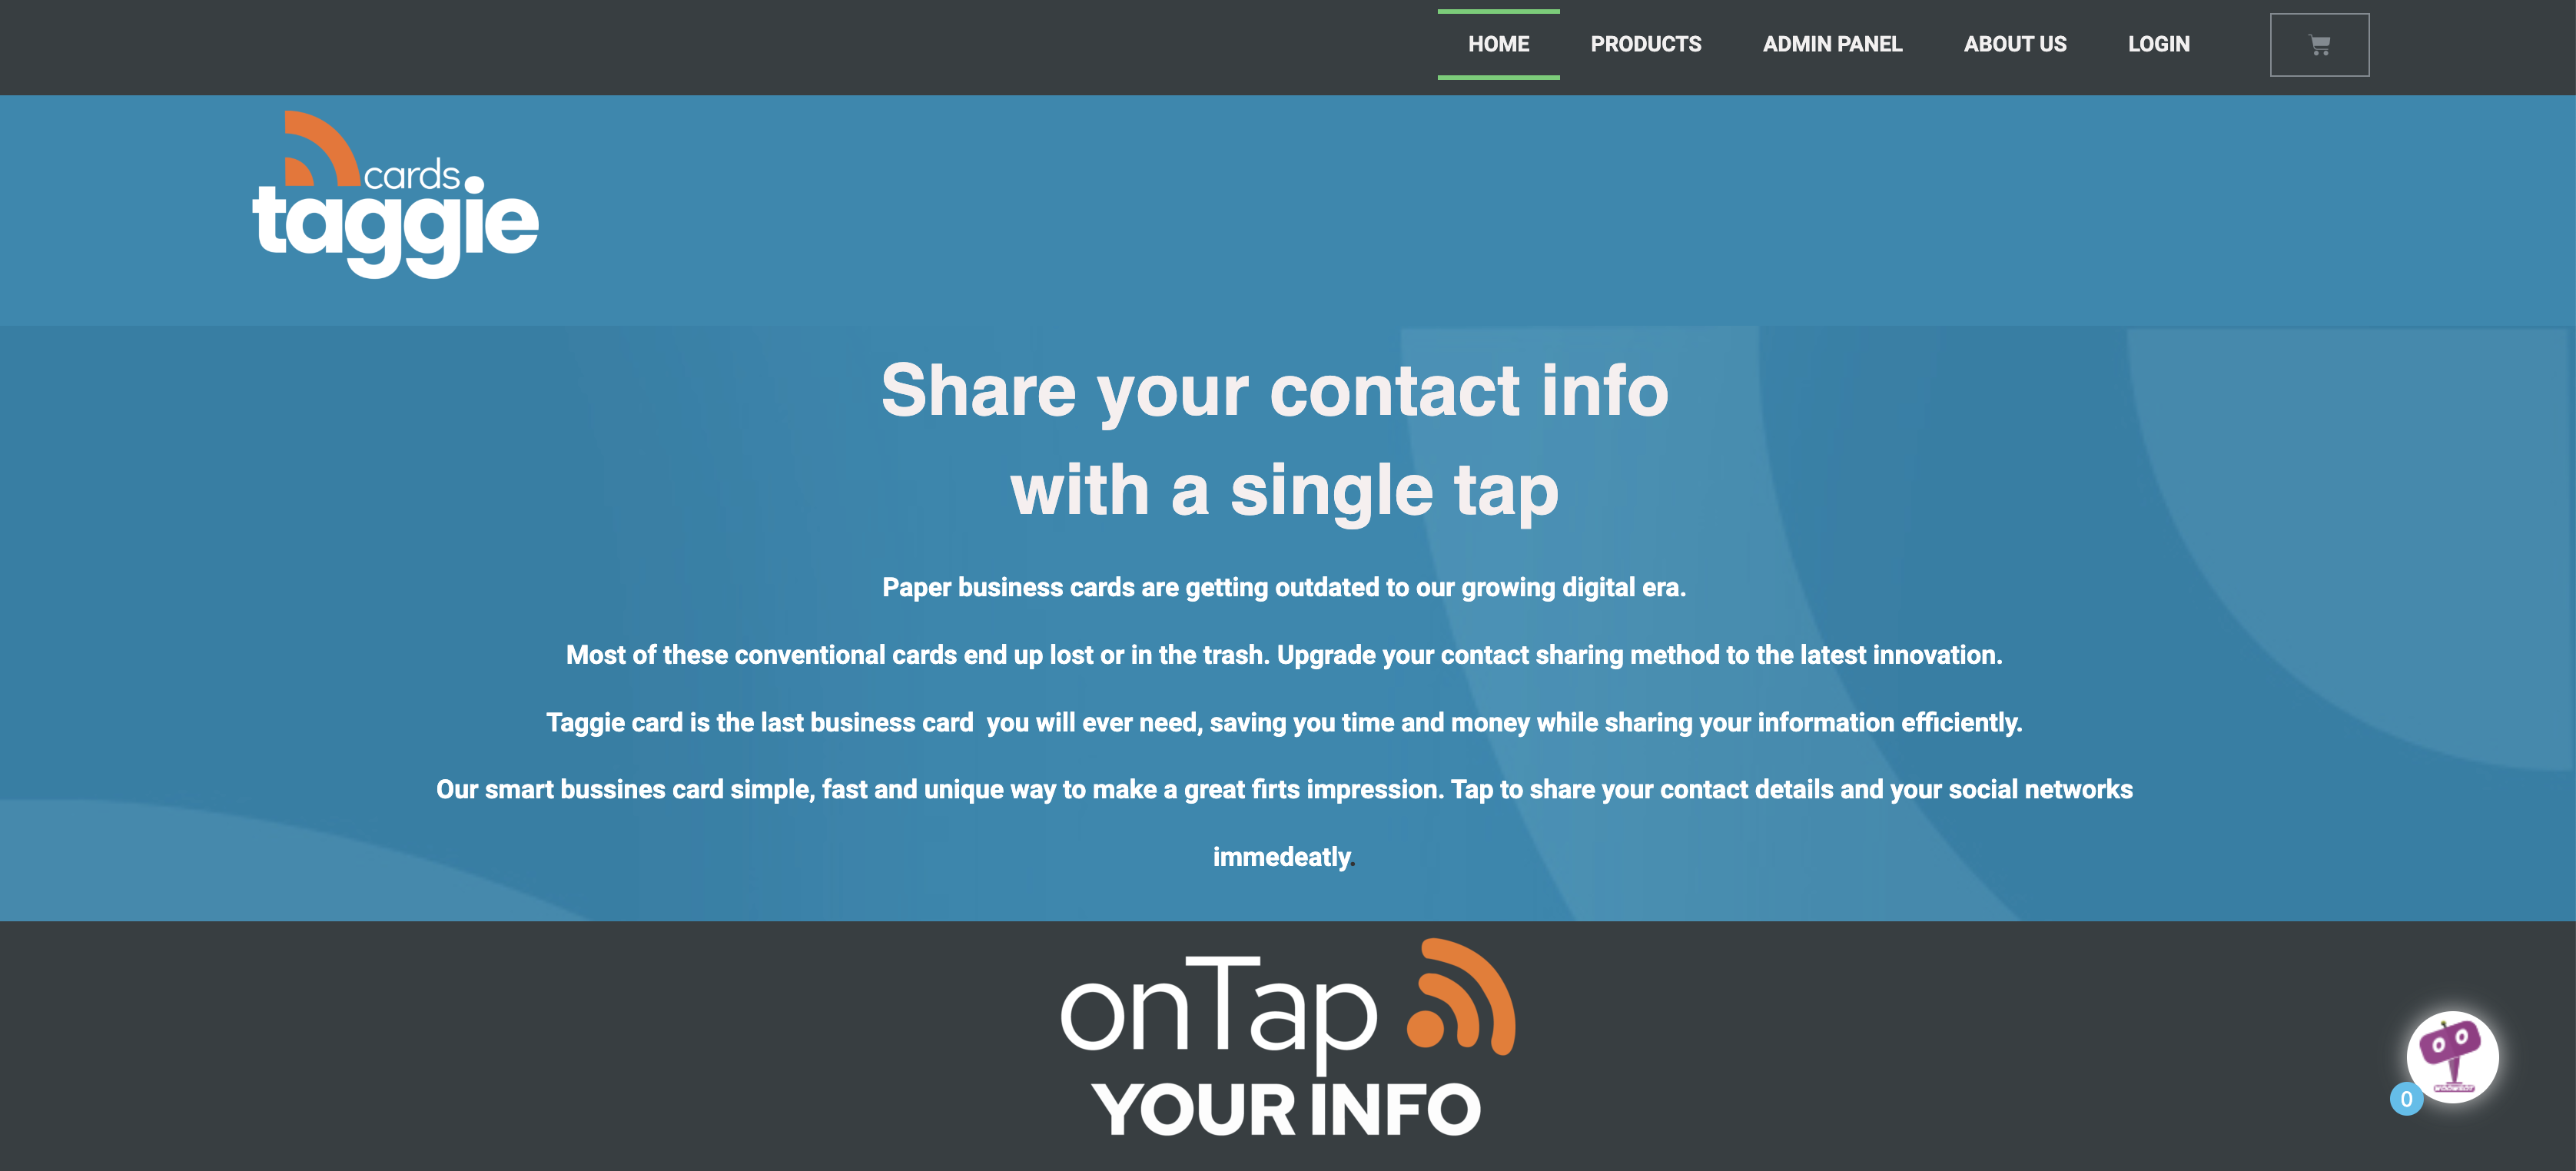 HOME PRODUCTS ADMIN PANEL ABOUT US LOGIN
cards
taggie
Share your contact info
with a single tap
Paper business cards are getting outdated to our growing digital era.
Most of these conventional cards end up lost or in the trash. Upgrade your contact sharing method to the latest innovation.
Taggie card is the last business card  you will ever need, saving you time and money while sharing your information efficiently.
Our smart bussines card simple, fast and unique way to make a great firts impression. Tap to share your contact details and your social networks
immedeatly.
onTap
YOUR INFO
0